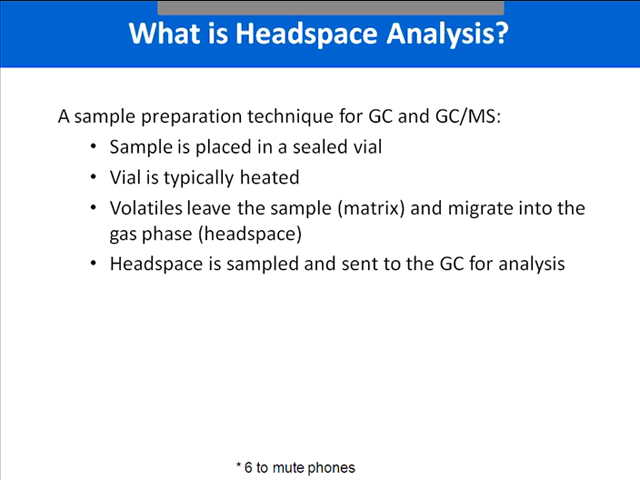 What is Headspace Analysis?
A sample preparation technique for GC and GC/MS:
• Sample is placed in a sealed vial
• Vial is typically heated
• Volatiles leave the sample (matrix) and migrate into the
gas phase (headspace)
• Headspace is sampled and sent to the GC for analysis
* 6 to mute phones